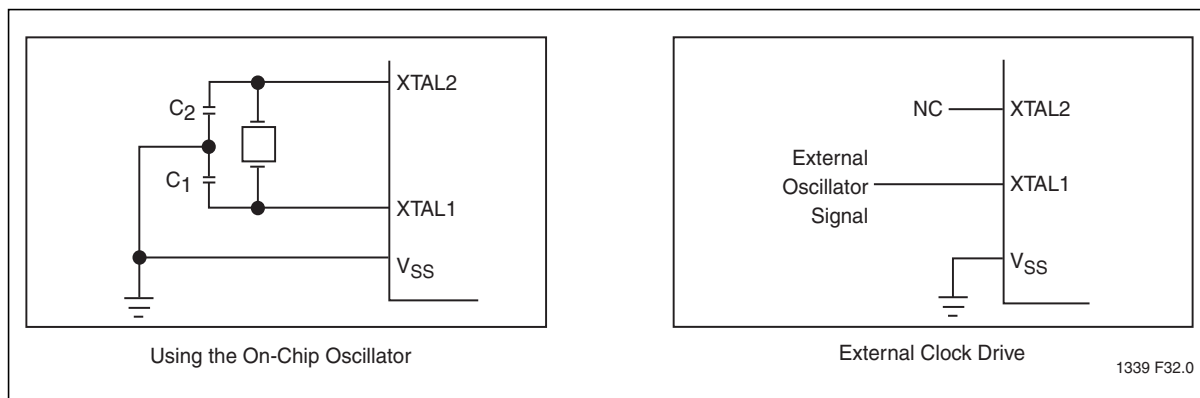 XTAL2
C2
C1
XTAL1
VSS
Using the On-Chip Oscillator
NC
XTAL2
External
Oscillator
Signal
XTAL1
VSS
External Clock Drive
1339 F32.0